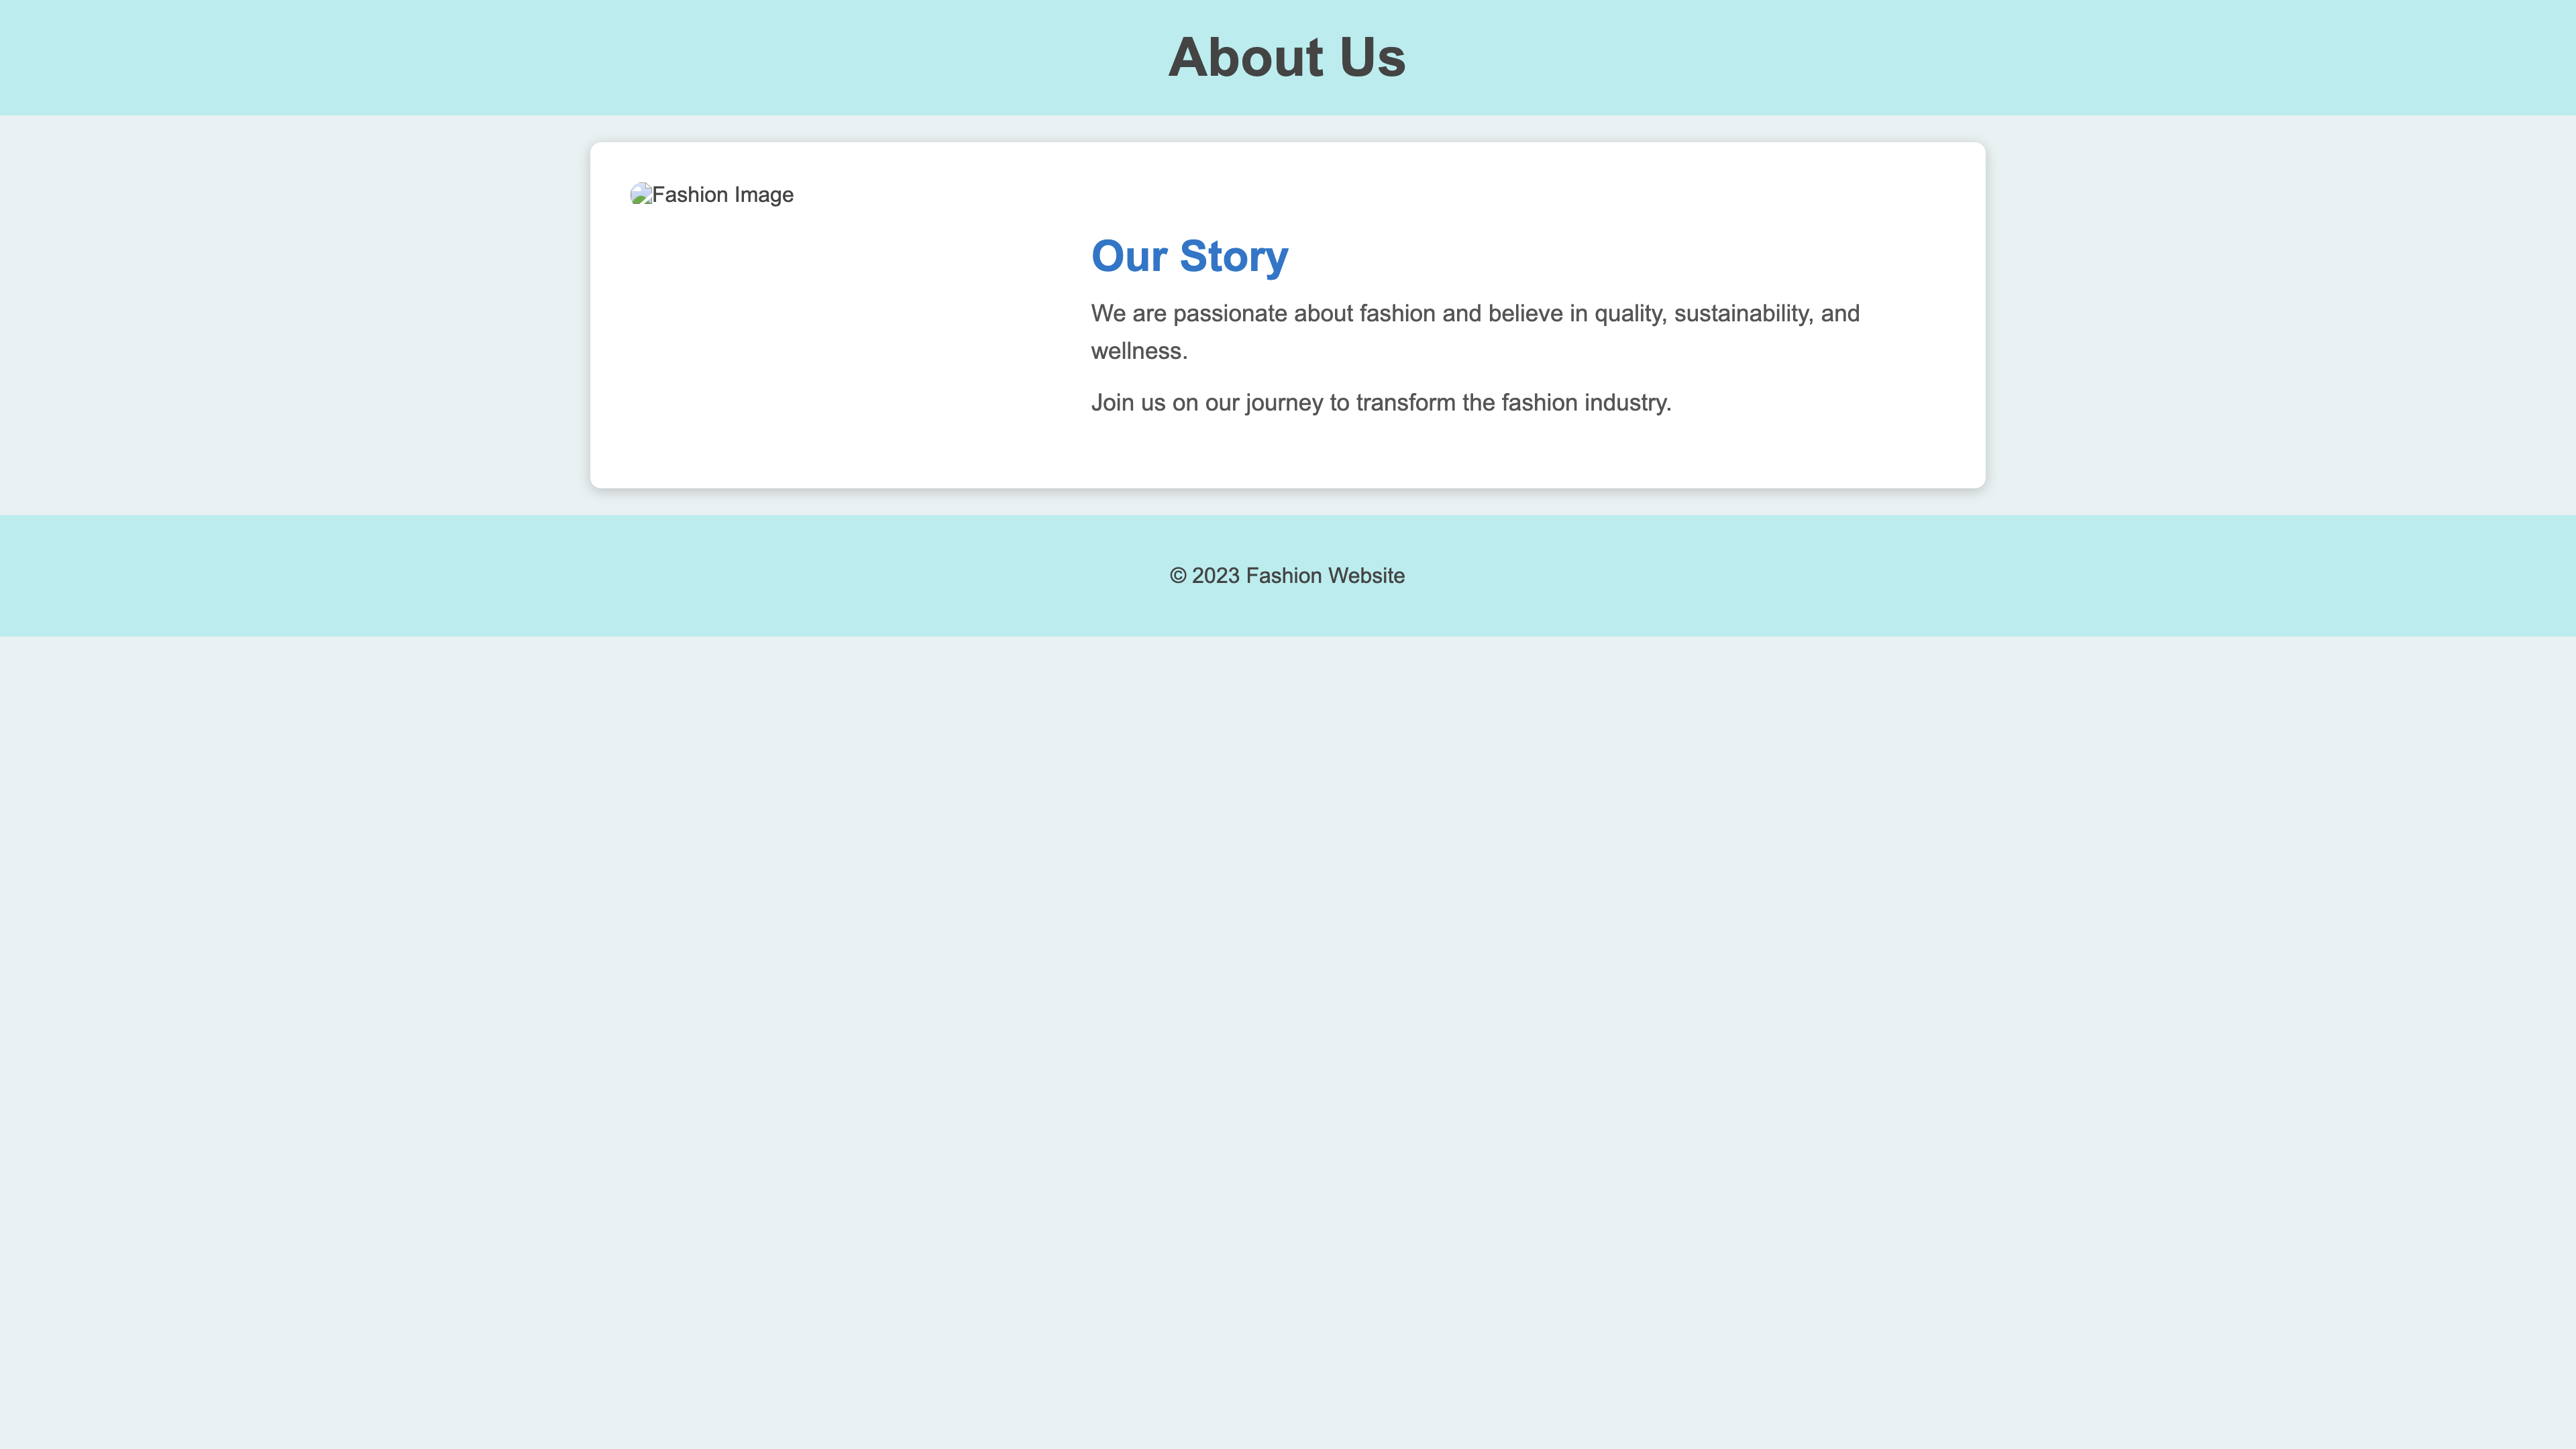 About Us
Fashion Image
Our Story
We are passionate about fashion and believe in quality, sustainability, and
wellness.
Join us on our journey to transform the fashion industry.
© 2023 Fashion Website